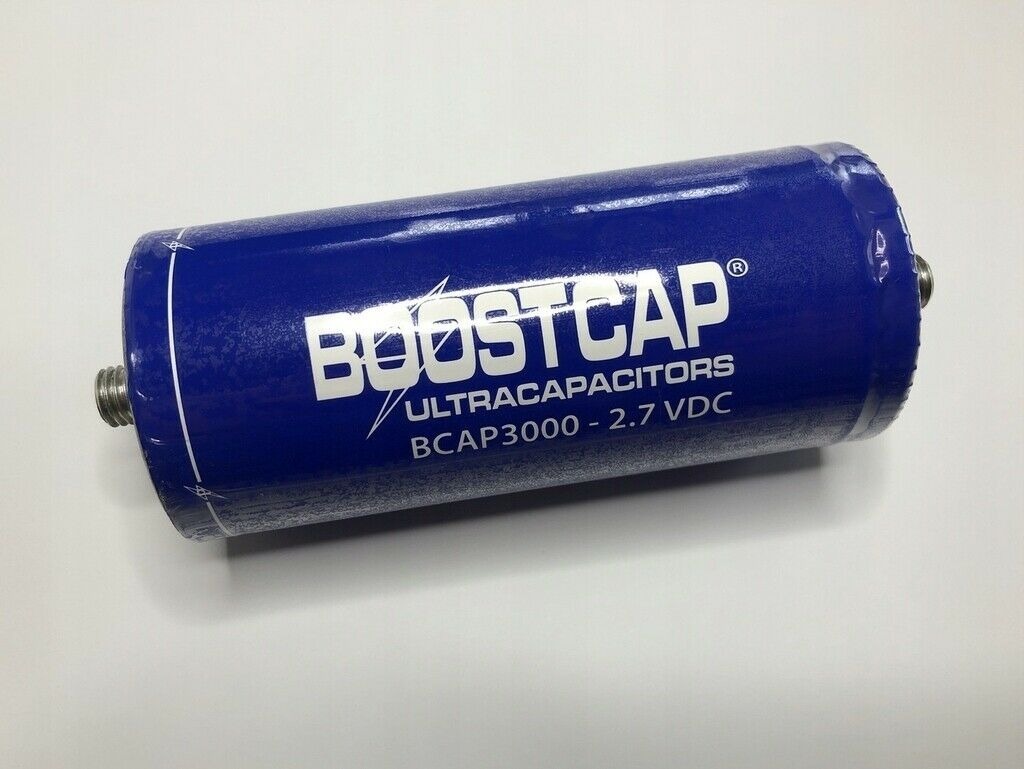 BOOSTCAP®
ULTRACAPACITORS
BCAP3000 - 2.7 VDC